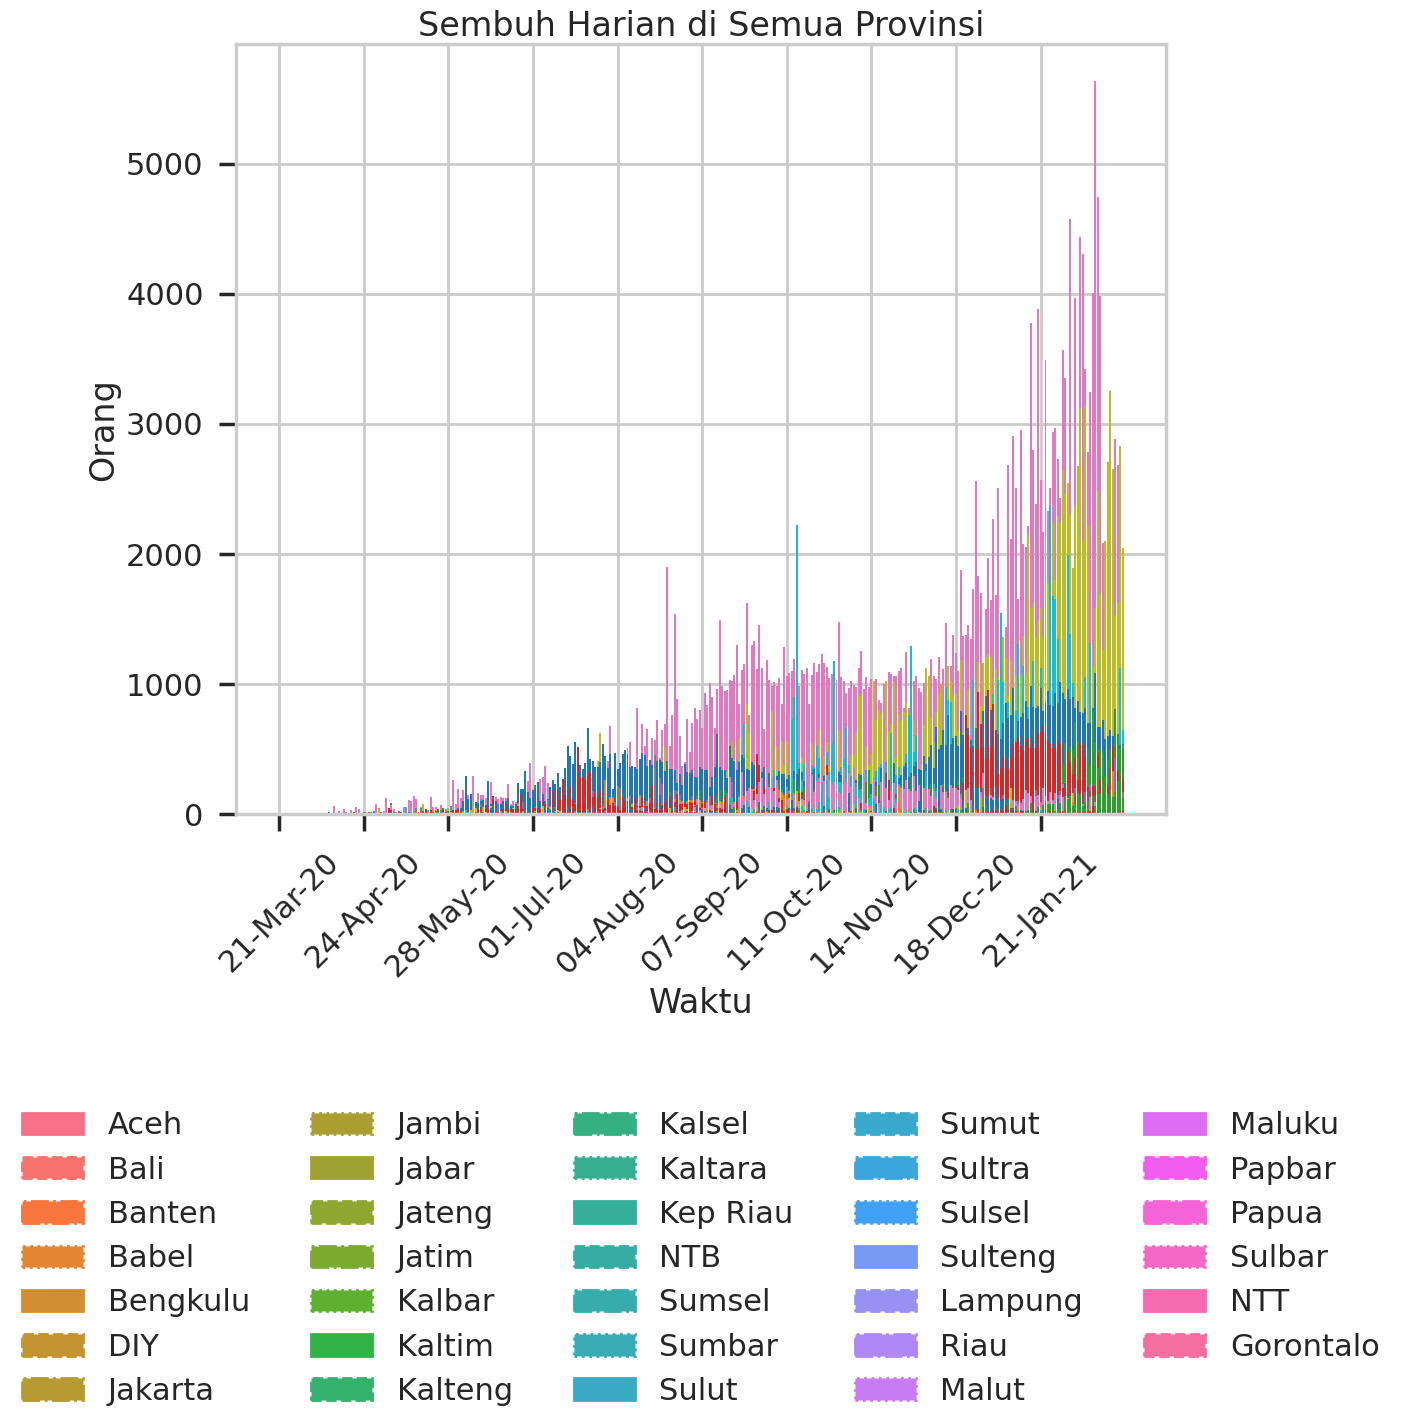 Sembuh Harian di Semua Provinsi
Orang
5000
4000
3000
2000
1000
0
21-Mar-20
24-Apr-20
28-May-20
01-Jul-20
04-Aug-20
07-Sep-20
11-Oct-20
14-Nov-20
18-Dec-20
21-Jan-21
Waktu
Aceh
Bali
Banten
Babel
Bengkulu
DIY
Jakarta
Jambi
Jabar
Jateng
Jatim
Kalbar
Kaltim
Kalteng
Kalsel
Kaltara
Kep Riau
NTB
Sumsel
Sumbar
Sulut
Sumut
Sultra
Sulsel
Sulteng
Lampung
Riau
Malut
Maluku
Papbar
Papua
Sulbar
NTT
Gorontalo